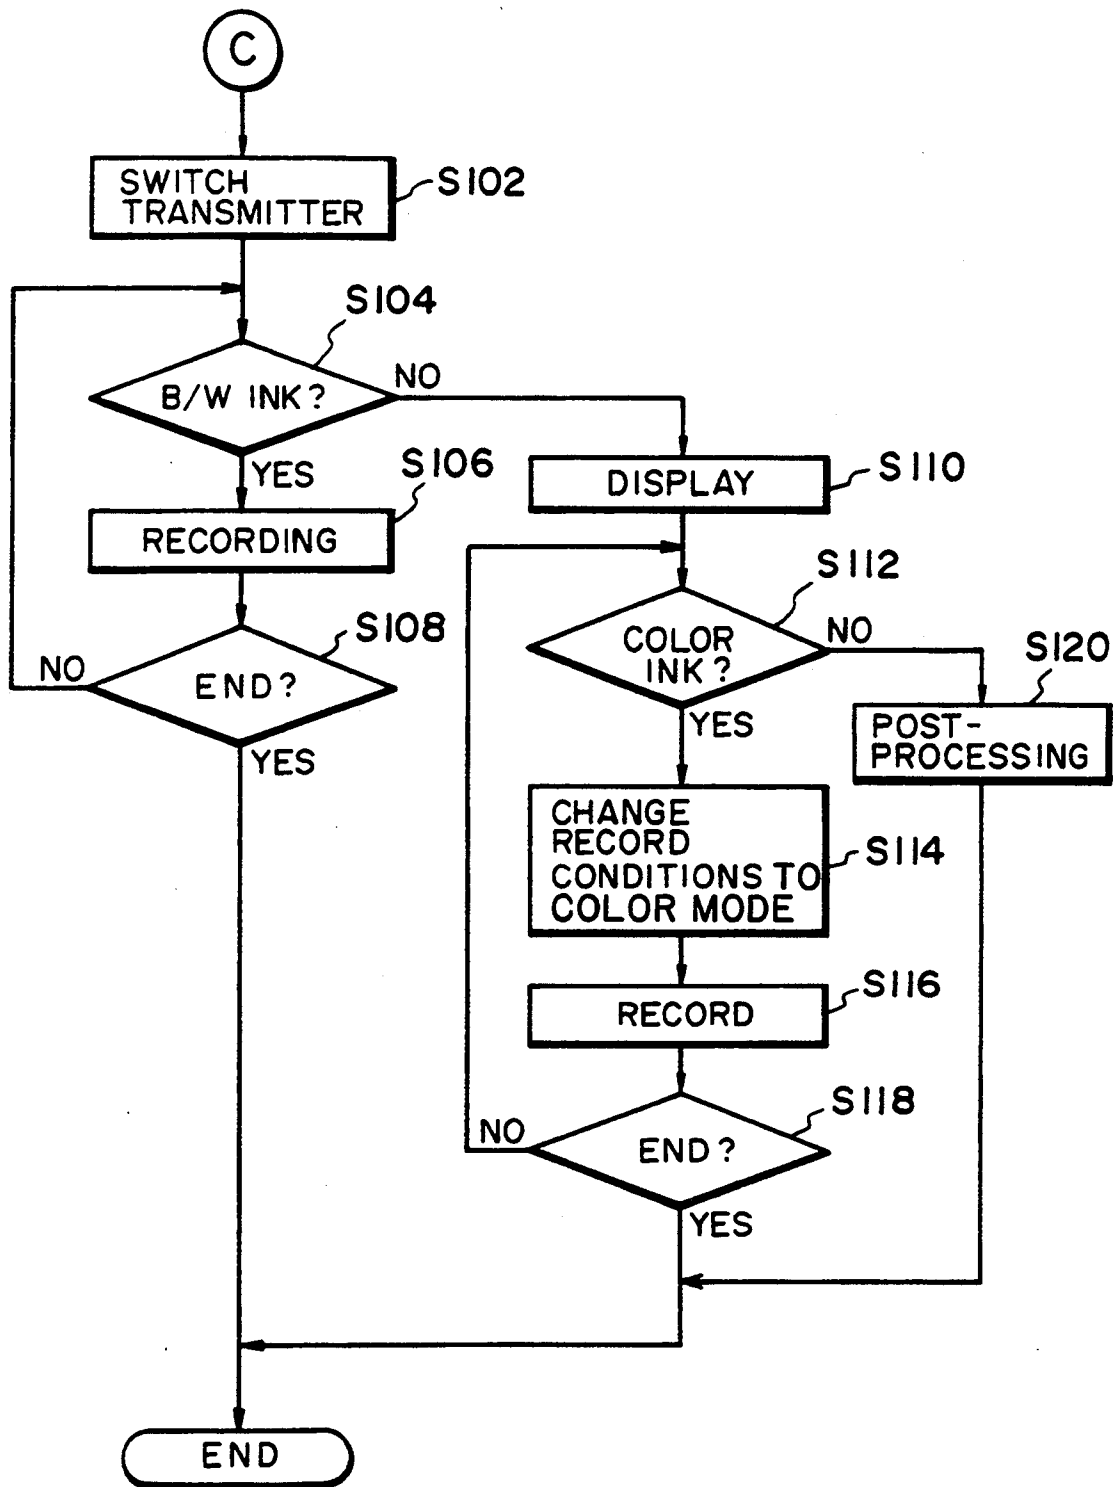 C
SWITCH
TRANSMITTER
S102
S104
B/W INK?
NO
YES
S106
RECORDING
S108
END?
NO
YES
S110
DISPLAY
S112
COLOR
INK?
NO
YES
S120
POST-
PROCESSING
CHANGE
RECORD
CONDITIONS TO
COLOR MODE
S114
S116
RECORD
S118
END?
NO
YES
END